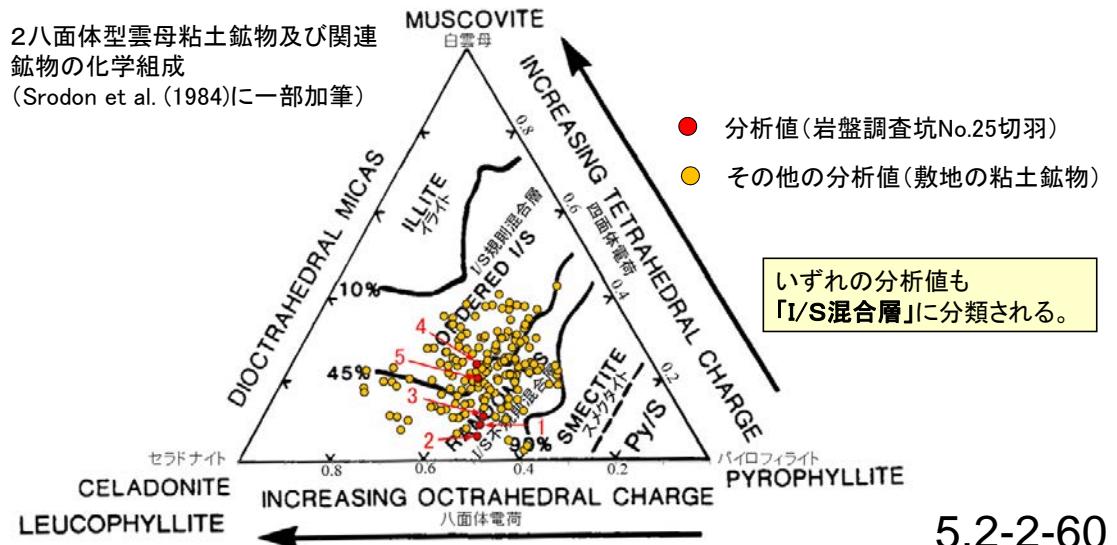 2八面体型雲母粘土鉱物及び関連
鉱物の化学組成
(Srodon et al. (1984)に一部加筆)
MUSCOVITE
白雲母
INCREASING TETRAHEDRAL CHARGE
四面体電荷
分析値(岩盤調査坑No.25切羽)
その他の分析値(敷地の粘土鉱物)
いずれの分析値も
「I/S混合層」に分類される。
DIOCTRAHEDRAL MICAS
ILLITE
イライト
I/S規則混合層
ORDERED I/S
I/S不規則混合層
SMECTITE
スメクタイト
Py/S
10%
45%
90%
0.8
0.6
0.4
0.2
4
5
3
2
1
0.8
0.6
0.4
0.2
セラドナイト
CELADONITE
LEUCOPHYLLITE
パイロフィライト
PYROPHYLLITE
INCREASING OCTRAHEDRAL CHARGE
八面体電荷
5.2-2-60